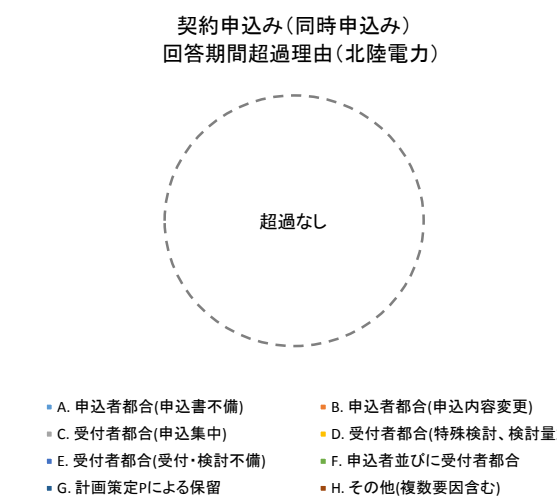 契約申込み（同時申込み）
回答期間超過理由（北陸電力）
超過なし
A. 申込者都合(申込書不備)
B. 申込者都合(申込内容変更)
C. 受付者都合(申込集中)
D. 受付者都合(特殊検討、検討量
E. 受付者都合(受付・検討不備)
F. 申込者並びに受付者都合
G. 計画策定Pによる保留
H. その他(複数要因含む)